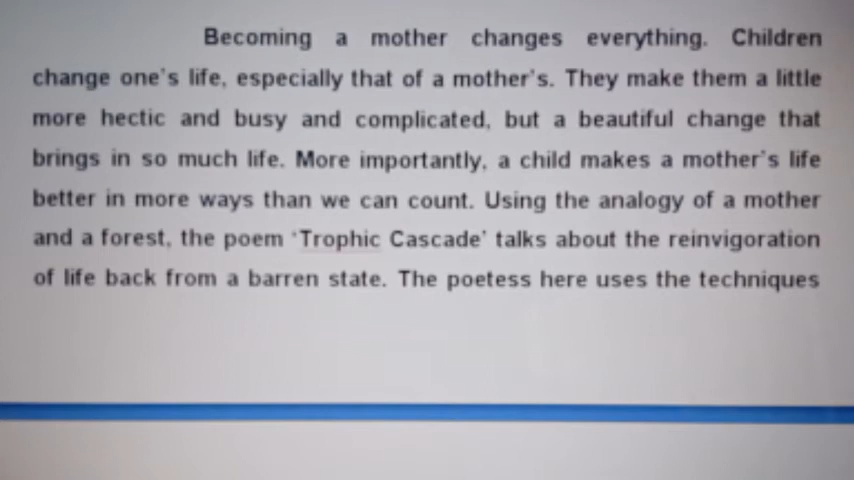 Becoming a mother changes everything. Children
change one's life, especially that of a mother's. They make them a little
more hectic and busy and complicated, but a beautiful change that
brings in so much life. More importantly, a child makes a mother's life
better in more ways than we can count. Using the analogy of a mother
and a forest, the poem 'Trophic Cascade' talks about the reinvigoration
of life back from a barren state. The poetess here uses the techniques